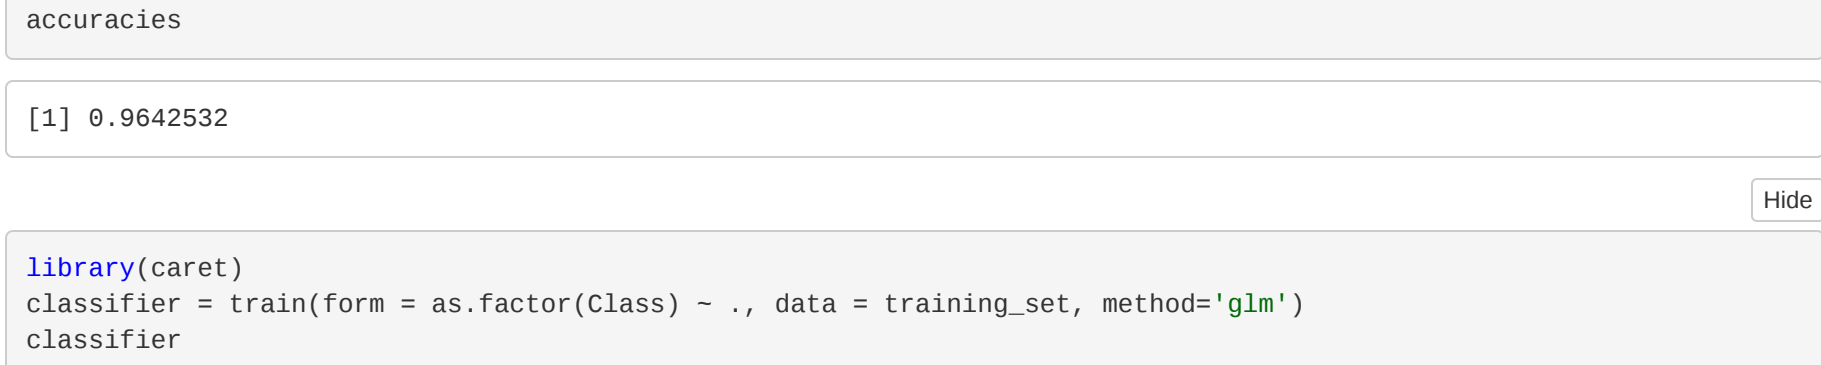 accuracies
[1] 0.9642532
Hide
library(caret)
classifier = train(form = as.factor(Class) ~ ., data = training_set, method='glm')
classifier